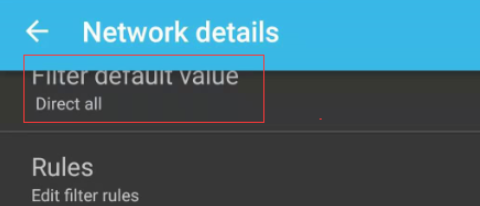 Network details
Filter default value
Direct all
Rules
Edit filter rules